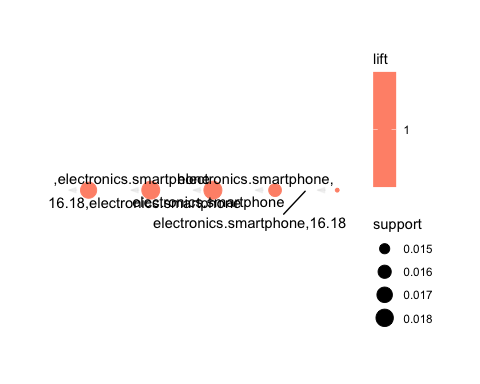 lift
1
,electronics.smartphone
electronics.smartphone,
16.18,electronics.smartphone
electronics.smartphone
electronics.smartphone,16.18
support
0.015
0.016
0.017
0.018